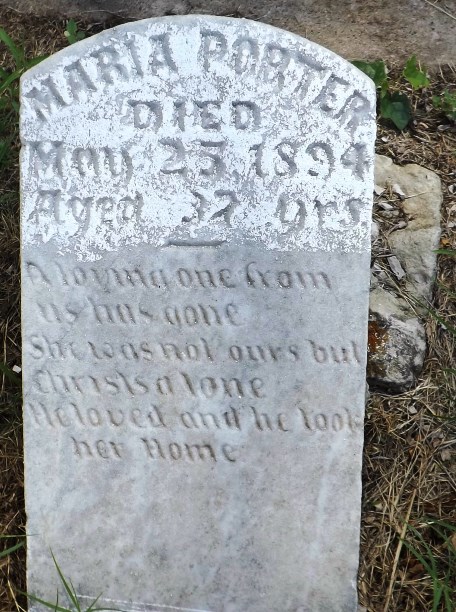 MARIA PORTER
DIED
May 23, 1894
Aged 37 yrs
A loving one from
us has gone
She was not ours but
Christs alone
He loved and he took
her Home